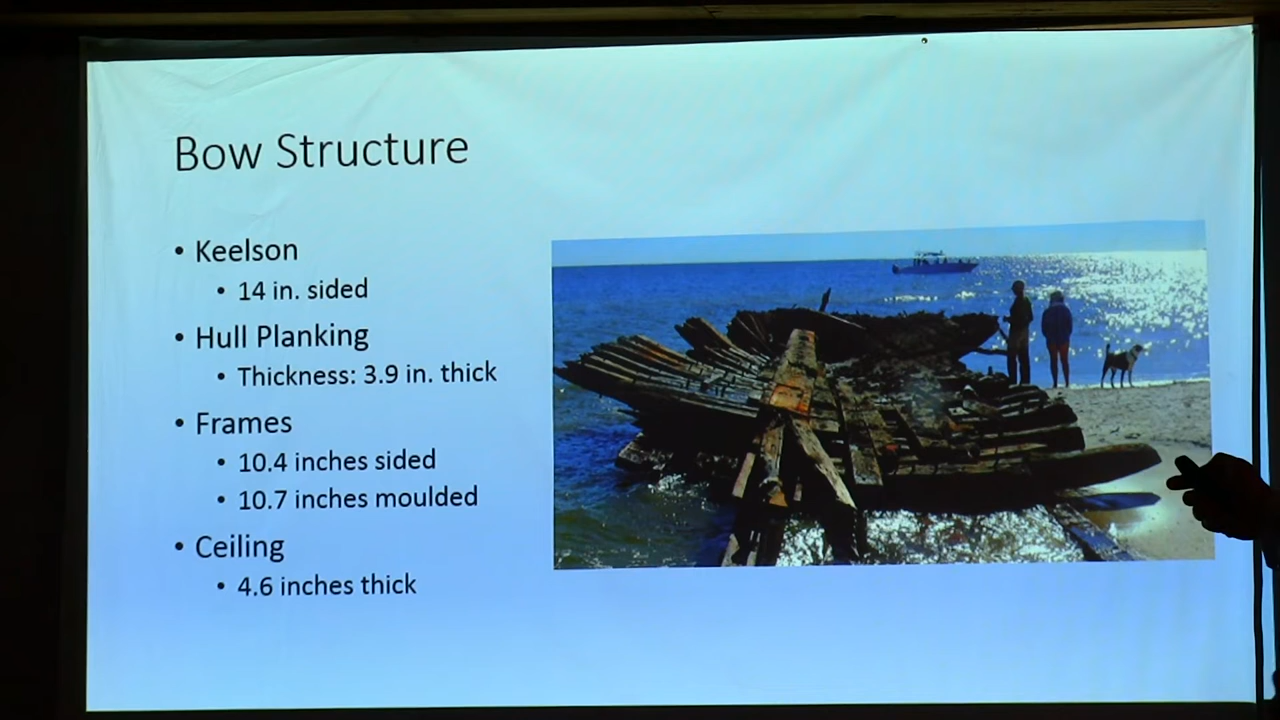 Bow Structure
• Keelson
• 14 in. sided
• Hull Planking
• Thickness: 3.9 in. thick
• Frames
• 10.4 inches sided
• 10.7 inches moulded
• Ceiling
• 4.6 inches thick